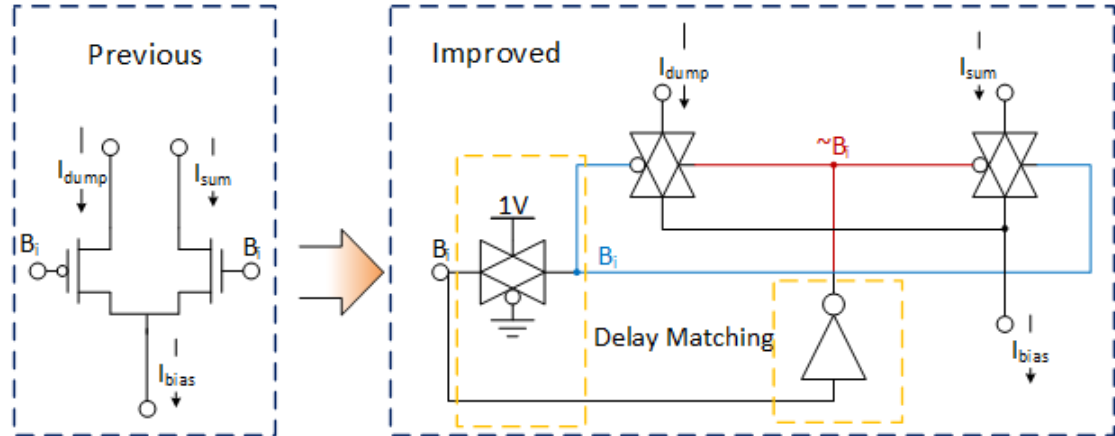 Previous
I_dump
I_sum
B_i
B_i
I_bias
Improved
I_dump
I_sum
~B_i
1V
B_i
B_i
Delay Matching
I_bias